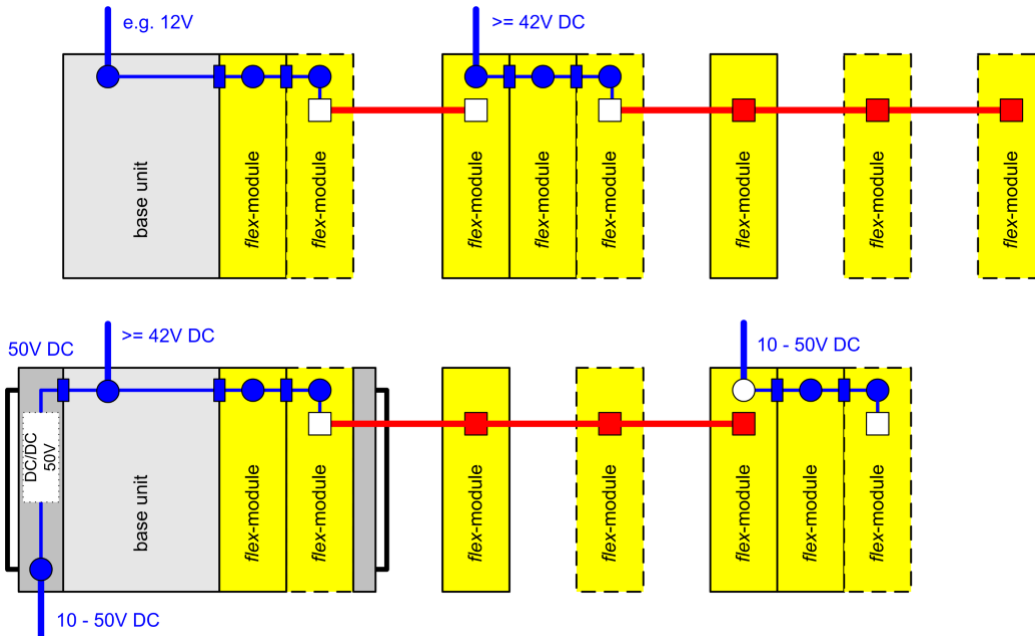 e.g. 12V
>= 42V DC
base unit
flex-module
flex-module
flex-module
flex-module
flex-module
flex-module
flex-module
flex-module
50V DC
>= 42V DC
10 - 50V DC
DC/DC
50V
base unit
flex-module
flex-module
flex-module
flex-module
flex-module
flex-module
flex-module
10 - 50V DC